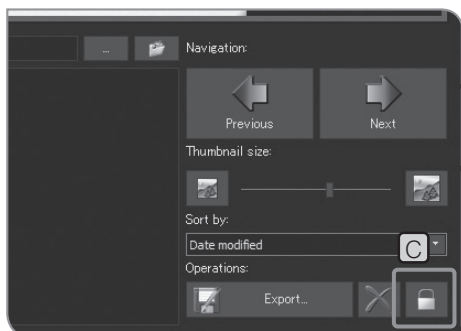 ...
Navigation:
Previous
Next
Thumbnail size:
Sort by:
Date modified
C
Operations:
Export...